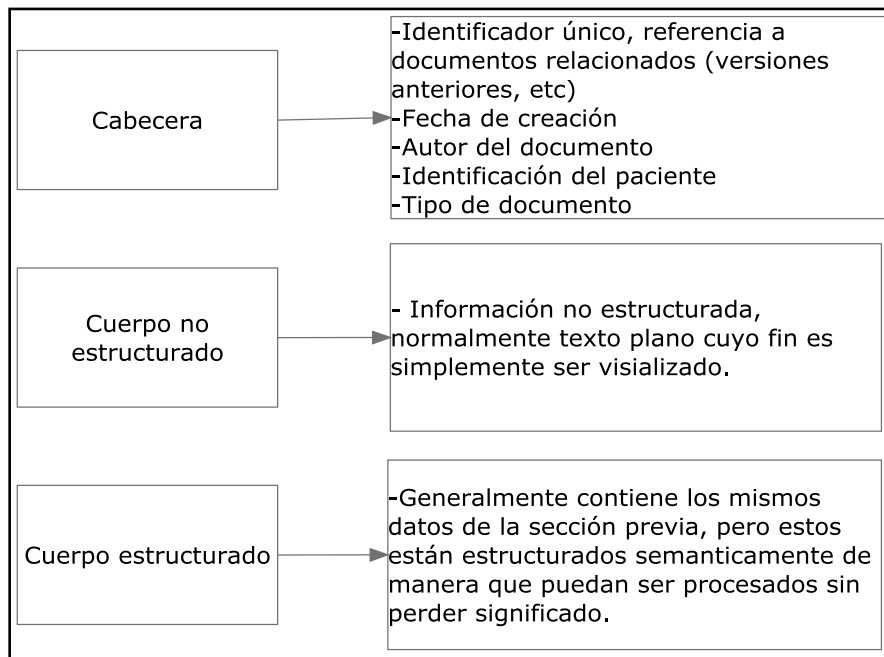 Cabecera
-Identificador único, referencia a
documentos relacionados (versiones
anteriores, etc)
-Fecha de creación
-Autor del documento
-Identificación del paciente
-Tipo de documento
Cuerpo no
estructurado
- Información no estructurada,
normalmente texto plano cuyo fin es
simplemente ser visializado.
Cuerpo estructurado
-Generalmente contiene los mismos
datos de la sección previa, pero estos
están estructurados semanticamente de
manera que puedan ser procesados sin
perder significado.